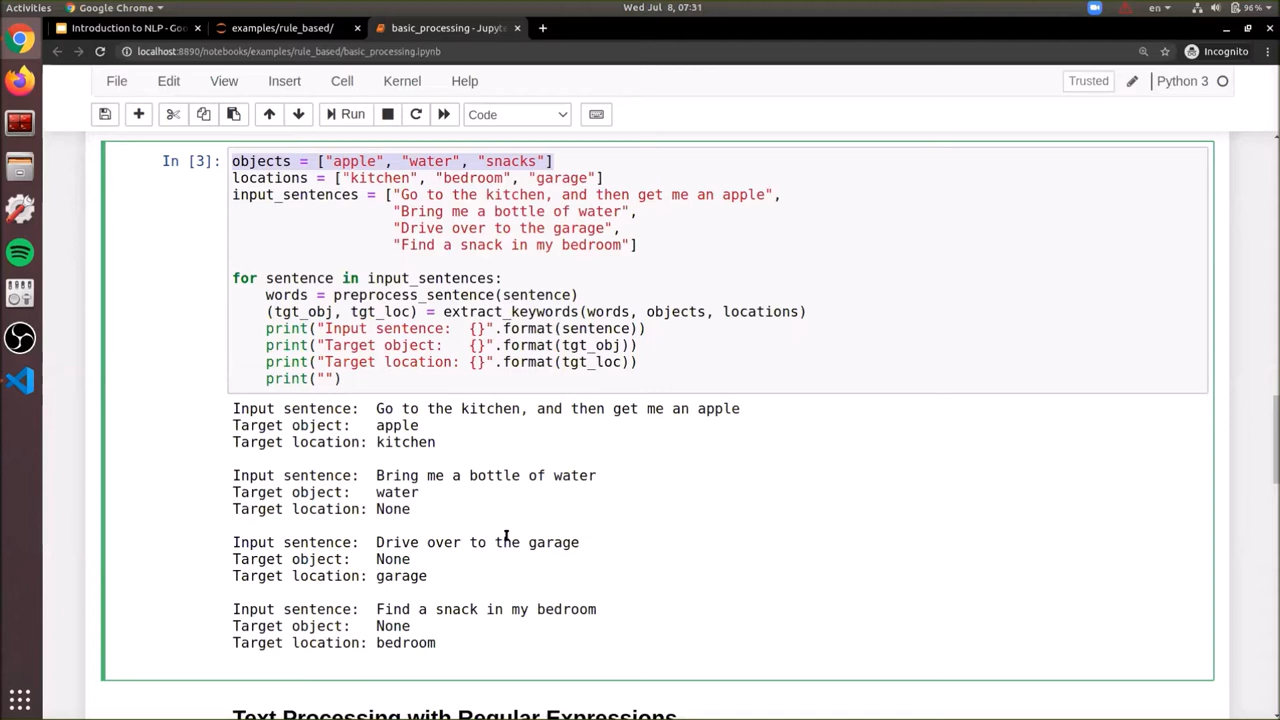 Activities Google Chrome Wed Jul 8, 07:31 en 96%
Introduction to NLP - Goo examples/rule_based/ basic_processing - Jupyt
localhost:8890/notebooks/examples/rule_based/basic_processing.ipynb Incognito
File Edit View Insert Cell Kernel Help Trusted Python 3
Run Code
In [3]: objects = ["apple", "water", "snacks"]
locations = ["kitchen", "bedroom", "garage"]
input_sentences = ["Go to the kitchen, and then get me an apple",
"Bring me a bottle of water",
"Drive over to the garage",
"Find a snack in my bedroom"]
for sentence in input_sentences:
words = preprocess_sentence(sentence)
(tgt_obj, tgt_loc) = extract_keywords(words, objects, locations)
print("Input sentence:  {}".format(sentence))
print("Target object:   {}".format(tgt_obj))
print("Target location: {}".format(tgt_loc))
print("")
Input sentence:  Go to the kitchen, and then get me an apple
Target object:   apple
Target location: kitchen
Input sentence:  Bring me a bottle of water
Target object:   water
Target location: None
Input sentence:  Drive over to the garage
Target object:   None
Target location: garage
Input sentence:  Find a snack in my bedroom
Target object:   None
Target location: bedroom
Text Processing with Regular Expressions